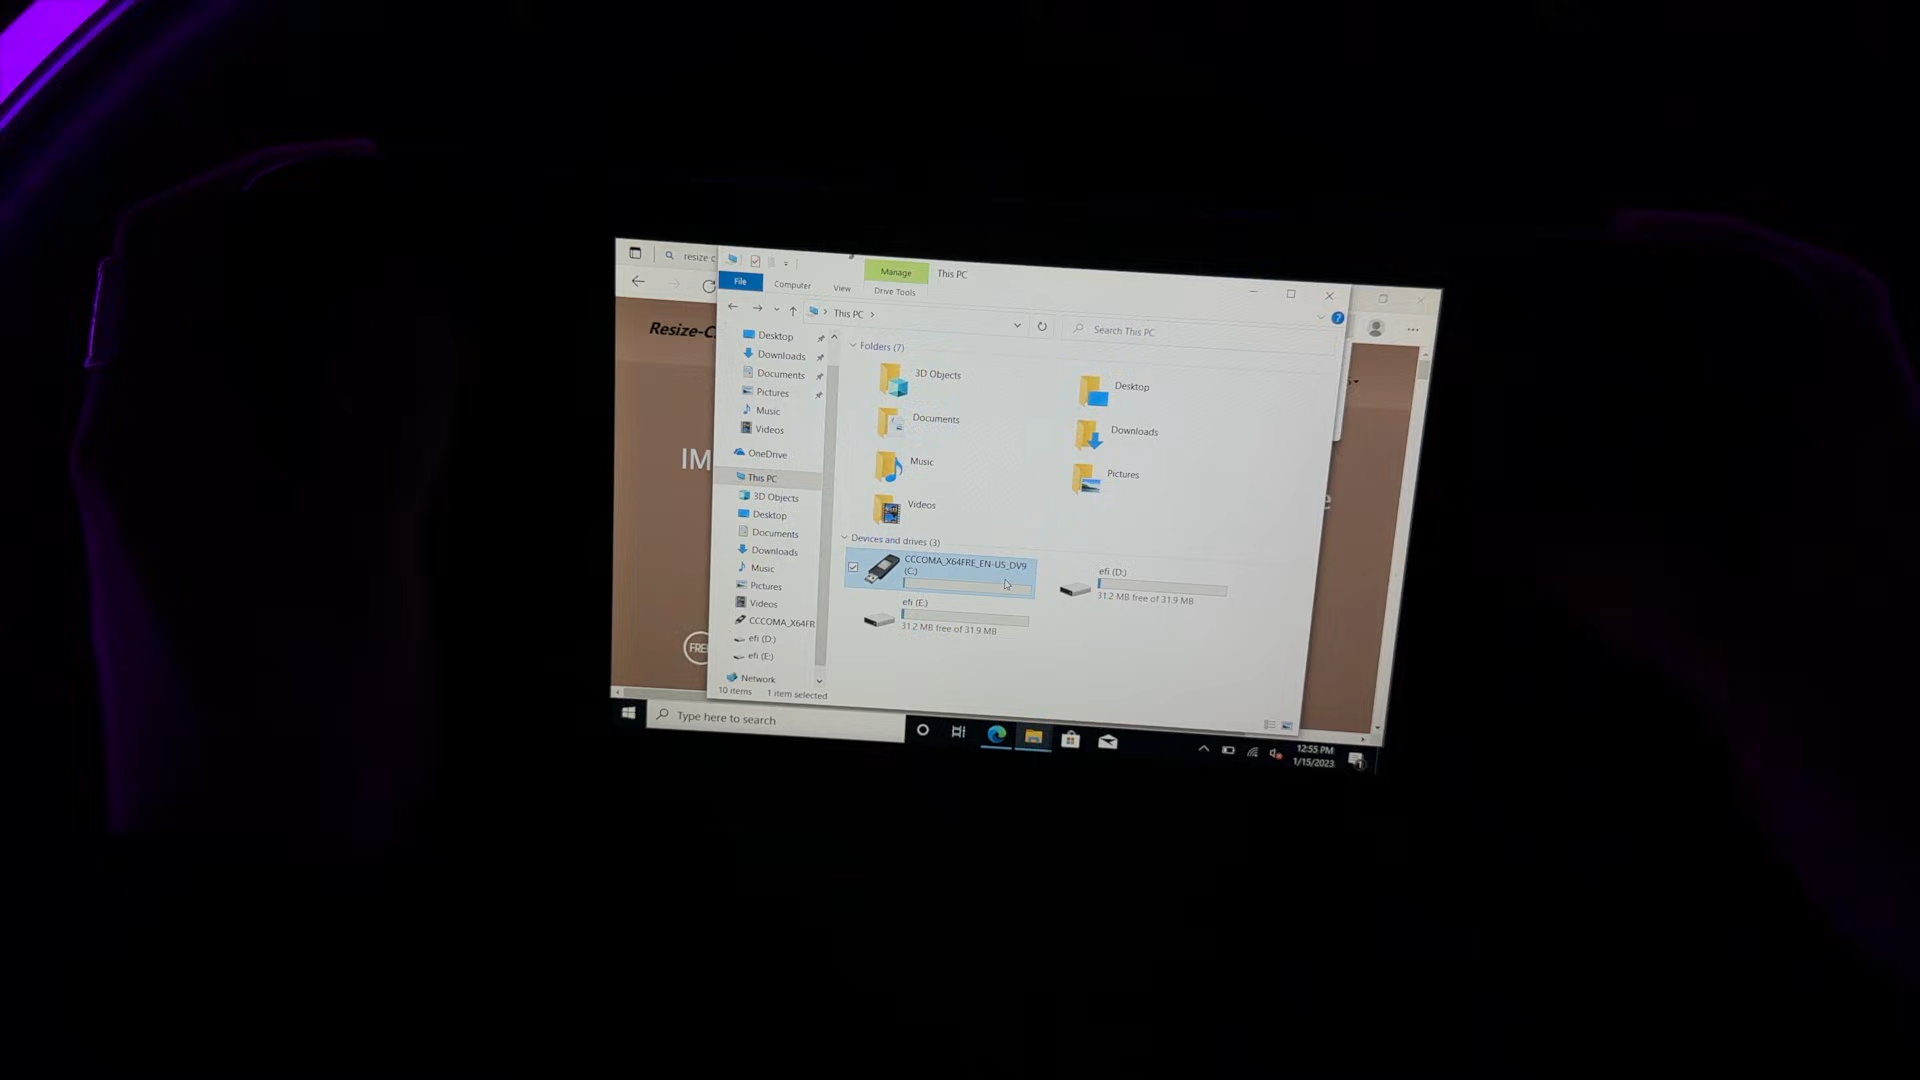 resize c
Manage
This PC
File
Computer
View
Drive Tools
This PC
Search This PC
Resize-C
Desktop
Downloads
Documents
Pictures
Music
Videos
OneDrive
This PC
3D Objects
Desktop
Documents
Downloads
Music
Pictures
Videos
CCCOMA_X64FR
efi (D:)
efi (E:)
Network
Folders (7)
3D Objects
Desktop
Documents
Downloads
Music
Pictures
Videos
Devices and drives (3)
CCCOMA_X64FRE_EN-US_DV9
(C:)
efi (D:)
31.2 MB free of 31.9 MB
efi (E:)
31.2 MB free of 31.9 MB
IM
FREE
10 items 1 item selected
Type here to search
12:55 PM
1/15/2023